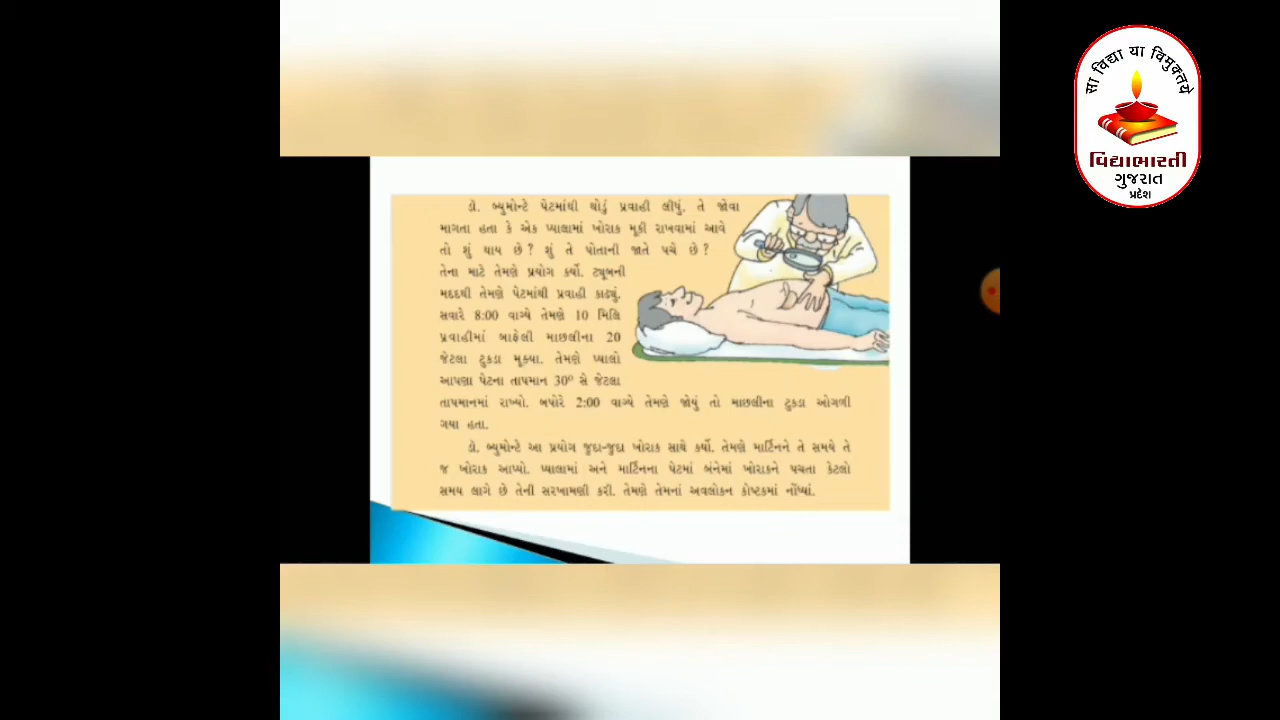 ડૉ. બ્યુમોન્ટે પેટમાંથી થોડું પ્રવાહી લીધું. તે જોવા
માગતા હતા કે એક પ્યાલામાં ખોરાક મૂકી રાખવામાં આવે
તો શું થાય છે ? શું તે પોતાની જાતે પચે છે ?
તેના માટે તેમણે પ્રયોગ કર્યો. ટ્યૂબની
મદદથી તેમણે પેટમાંથી પ્રવાહી કાઢ્યું.
સવારે 8:00 વાગ્યે તેમણે 10 મિલિ
પ્રવાહીમાં બાફેલી માછલીના 20
જેટલા ટુકડા મૂક્યા. તેમણે પ્યાલો
આપણા પેટના તાપમાન 30° સે જેટલા
તાપમાનમાં રાખ્યો. બપોરે 2:00 વાગ્યે તેમણે જોયું તો માછલીના ટુકડા ઓગળી
ગયા હતા.
ડૉ. બ્યુમોન્ટે આ પ્રયોગ જુદા-જુદા ખોરાક સાથે કર્યો. તેમણે માર્ટિનને તે સમયે તે
જ ખોરાક આપ્યો. પ્યાલામાં અને માર્ટિનના પેટમાં બંનેમાં ખોરાકને પચતા કેટલો
સમય લાગે છે તેની સરખામણી કરી. તેમણે તેમનાં અવલોકન કોષ્ટકમાં નોંધ્યાં.
સા વિદ્યા યા વિમુક્તયે
વિદ્યાભારતી
ગુજરાત
પ્રદેશ